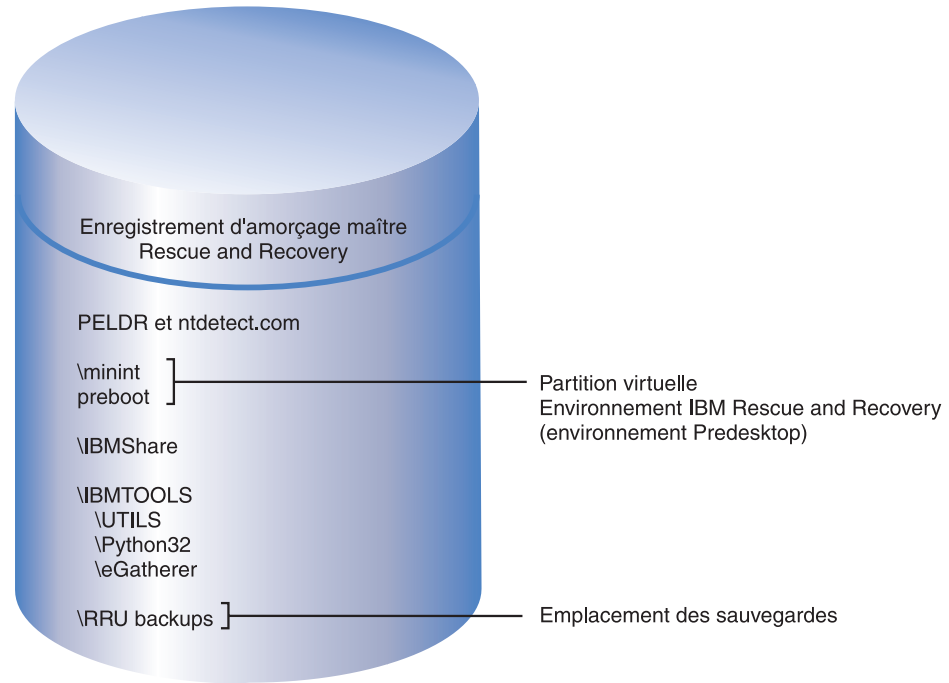 Enregistrement d'amorçage maître
Rescue and Recovery
PELDR et ntdetect.com
\minint
preboot
Partition virtuelle
Environnement IBM Rescue and Recovery
(environnement Predesktop)
\IBMShare
\IBMTOOLS
\UTILS
\Python32
\eGatherer
\RRU backups
Emplacement des sauvegardes